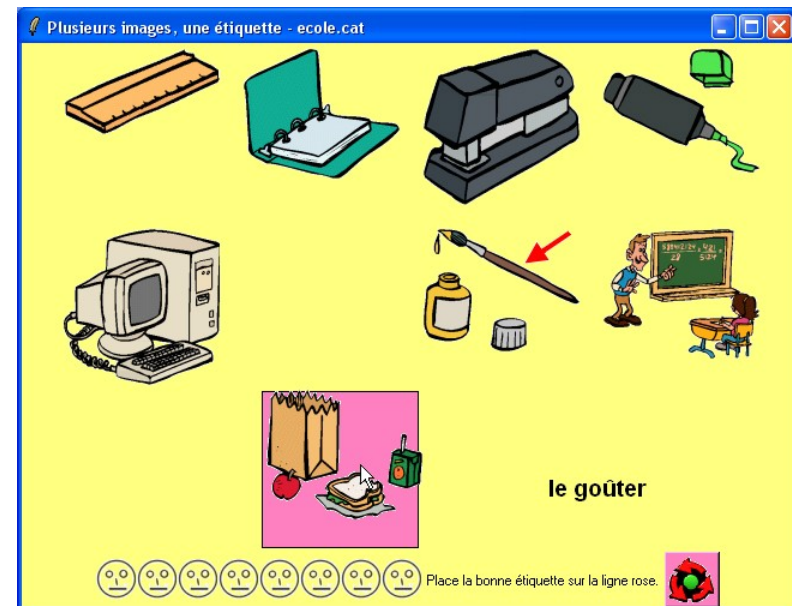 Plusieurs images, une étiquette - ecole.cat
le goûter
Place la bonne étiquette sur la ligne rose.